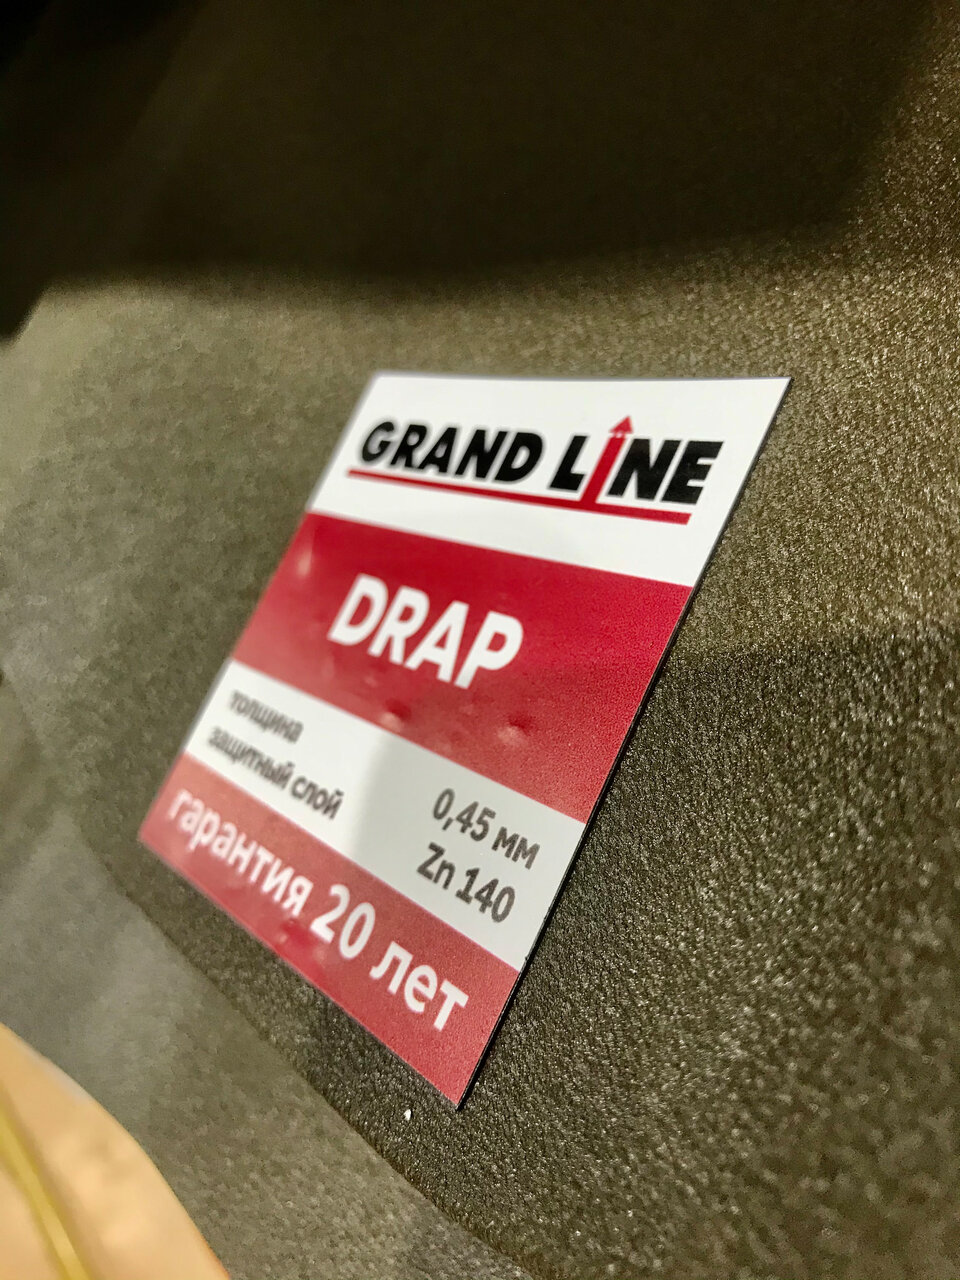 GRAND LINE
DRAP
толщина 0,45 мм
защитный слой Zn 140
гарантия 20 лет